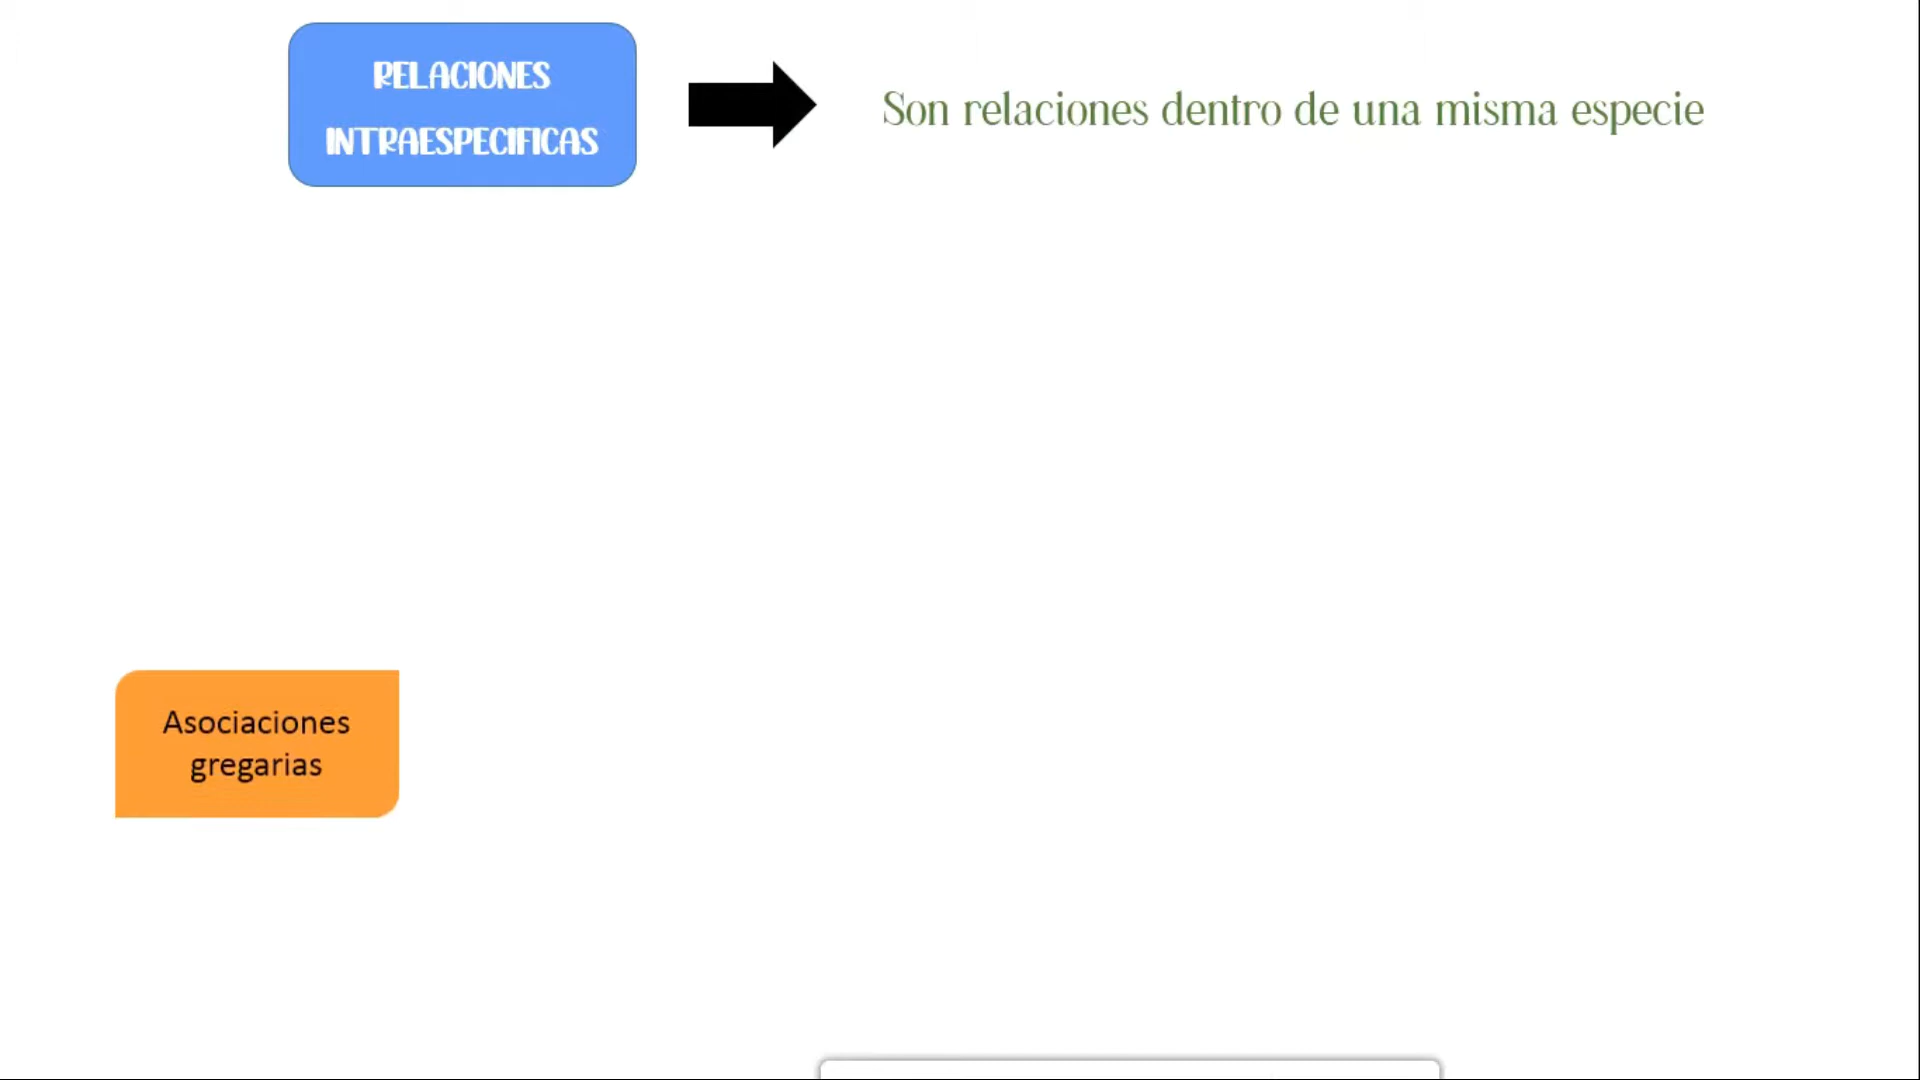 RELACIONES
INTRAESPECIFICAS
Son relaciones dentro de una misma especie
Asociaciones
gregarias